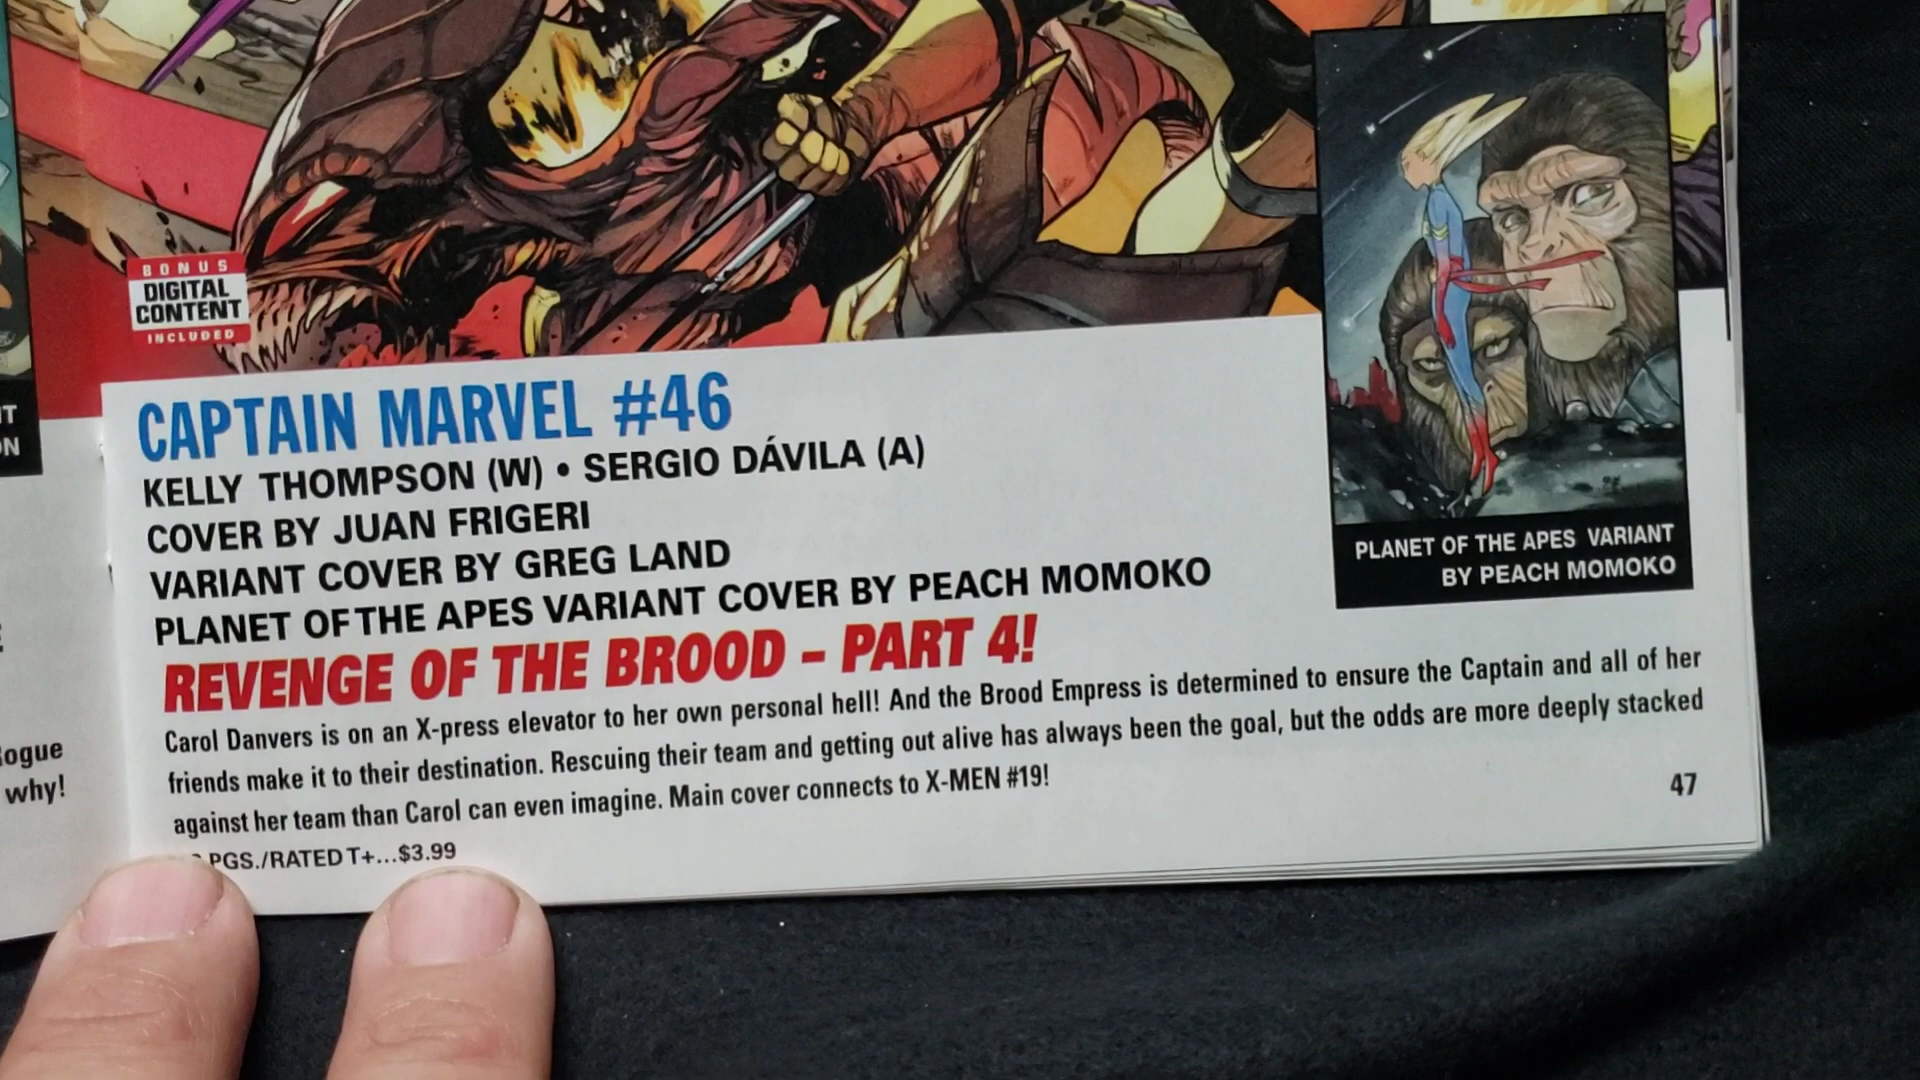 BONUS
DIGITAL
CONTENT
INCLUDED
CAPTAIN MARVEL #46
KELLY THOMPSON (W) • SERGIO DÁVILA (A)
COVER BY JUAN FRIGERI
VARIANT COVER BY GREG LAND
PLANET OF THE APES VARIANT COVER BY PEACH MOMOKO
REVENGE OF THE BROOD – PART 4!
Carol Danvers is on an X-press elevator to her own personal hell! And the Brood Empress is determined to ensure the Captain and all of her
friends make it to their destination. Rescuing their team and getting out alive has always been the goal, but the odds are more deeply stacked
against her team than Carol can even imagine. Main cover connects to X-MEN #19!
PGS./RATED T+...$3.99
PLANET OF THE APES VARIANT
BY PEACH MOMOKO
47
why!